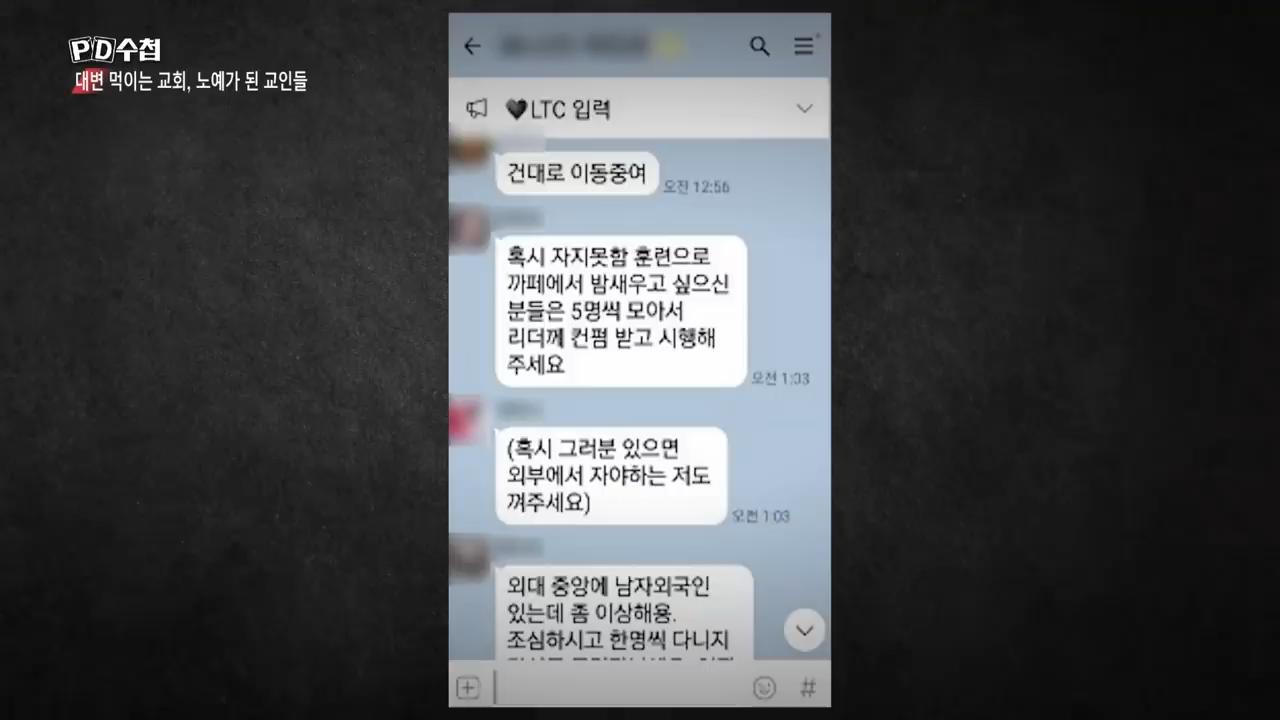 PD수첩
대변 먹이는 교회, 노예가 된 교인들
🖤LTC 입력
건대로 이동중여
오전 12:56
혹시 자지못함 훈련으로
까페에서 밤새우고 싶으신
분들은 5명씩 모아서
리더께 컨펌 받고 시행해
주세요
오전 1:03
(혹시 그러분 있으면
외부에서 자야하는 저도
껴주세요)
오전 1:03
외대 중앙에 남자외국인
있는데 좀 이상해용.
조심하시고 한명씩 다니지
#